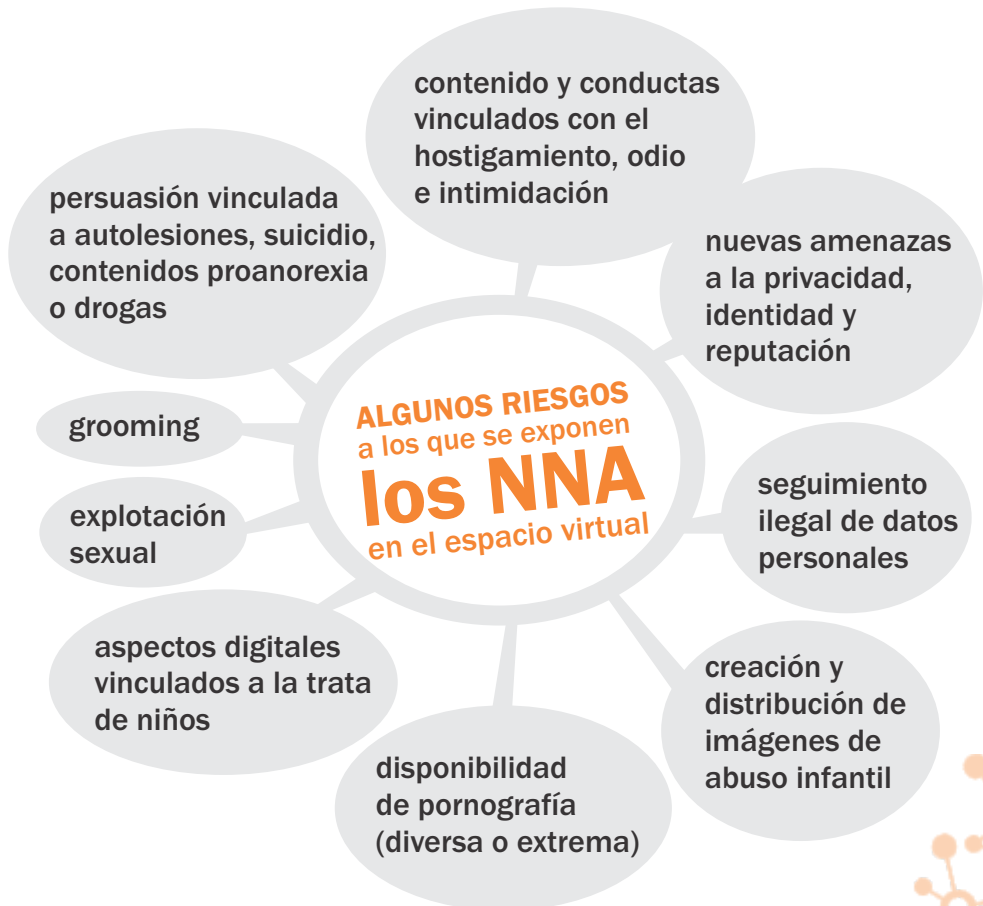 ALGUNOS RIESGOS
a los que se exponen
los NNA
en el espacio virtual
contenido y conductas
vinculados con el
hostigamiento, odio
e intimidación
nuevas amenazas
a la privacidad,
identidad y
reputación
seguimiento
ilegal de datos
personales
creación y
distribución de
imágenes de
abuso infantil
disponibilidad
de pornografía
(diversa o extrema)
aspectos digitales
vinculados a la trata
de niños
explotación
sexual
grooming
persuasión vinculada
a autolesiones, suicidio,
contenidos proanorexia
o drogas